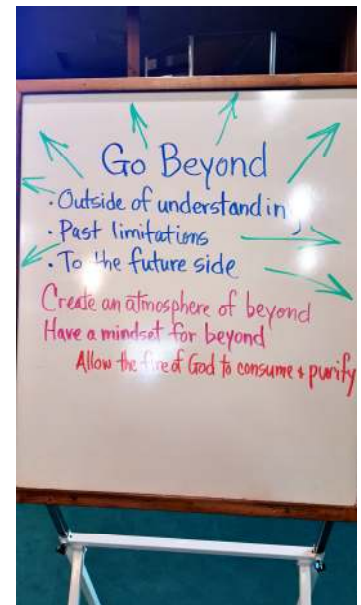 Go Beyond
· Outside of understanding
· Past limitations
· To the future side
Create an atmosphere of beyond
Have a mindset for beyond
Allow the fire of God to consume + purify